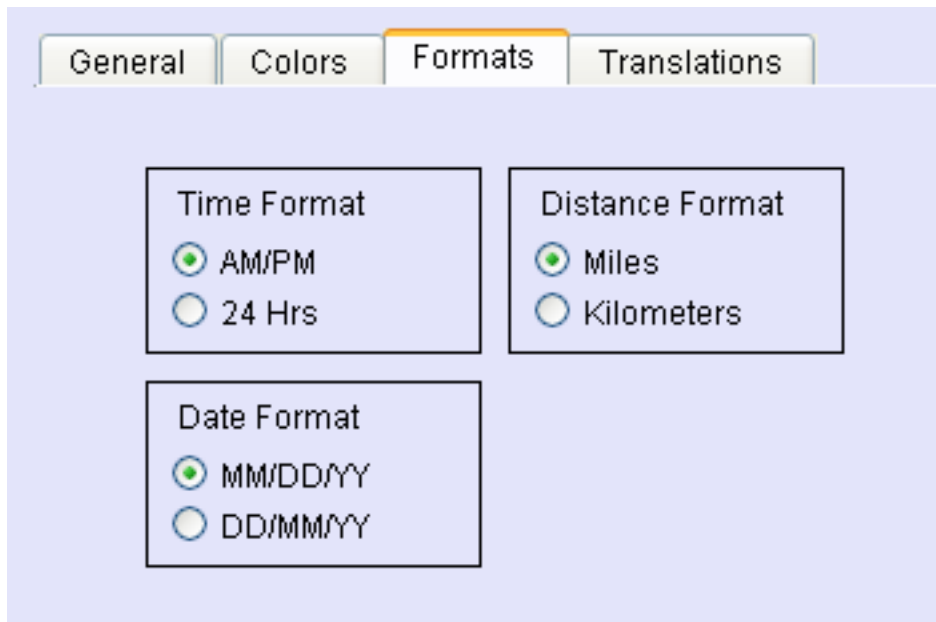 General Colors Formats Translations
Time Format
AM/PM
24 Hrs
Distance Format
Miles
Kilometers
Date Format
MM/DD/YY
DD/MM/YY